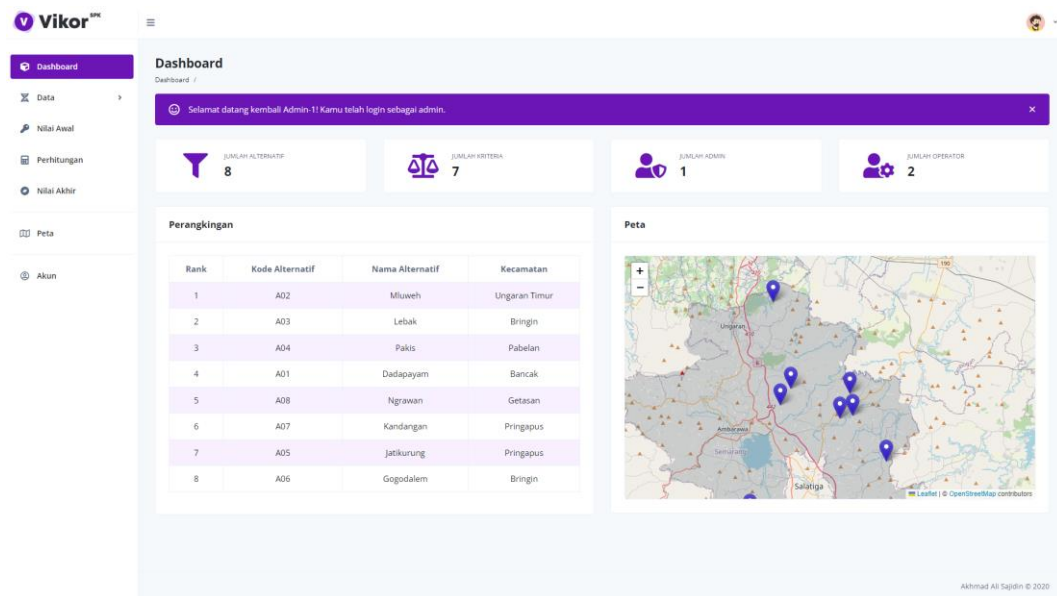 V Vikor SPK
Dashboard
Data
Nilai Awal
Perhitungan
Nilai Akhir
Peta
Akun
Dashboard
Dashboard /
Selamat datang kembali Admin-1! Kamu telah login sebagai admin.
JUMLAH ALTERNATIF
8
JUMLAH KRITERIA
7
JUMLAH ADMIN
1
JUMLAH OPERATOR
2
Perangkingan
Rank Kode Alternatif Nama Alternatif Kecamatan
1 A02 Mluweh Ungaran Timur
2 A03 Lebak Bringin
3 A04 Pakis Pabelan
4 A01 Dadapayam Bancak
5 A08 Ngrawan Getasan
6 A07 Kandangan Pringapus
7 A05 Jatikurung Pringapus
8 A06 Gogodalem Bringin
Peta
+
−
190
Ungaran
Ambarawa
Semarang
Salatiga
Leaflet | © OpenStreetMap contributors
Akhmad Ali Sajidin © 2020